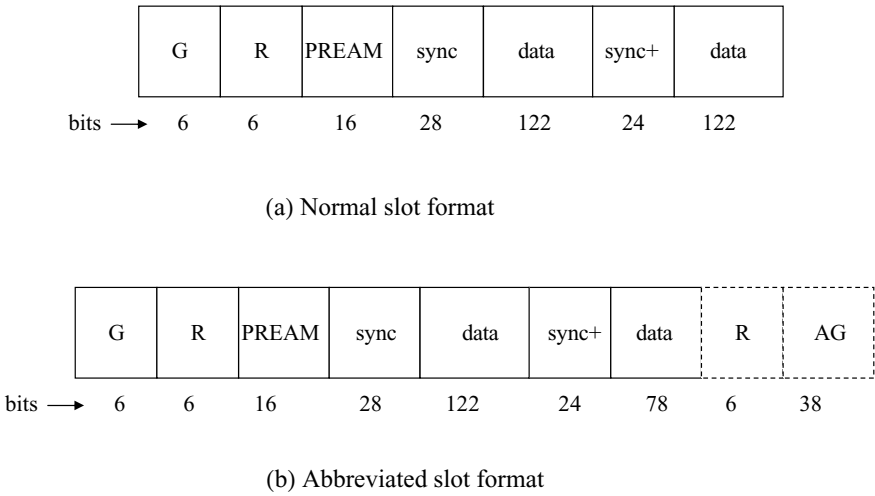 G R PREAM sync data sync+ data
bits 6 6 16 28 122 24 122
(a) Normal slot format
G R PREAM sync data sync+ data R AG
bits 6 6 16 28 122 24 78 6 38
(b) Abbreviated slot format